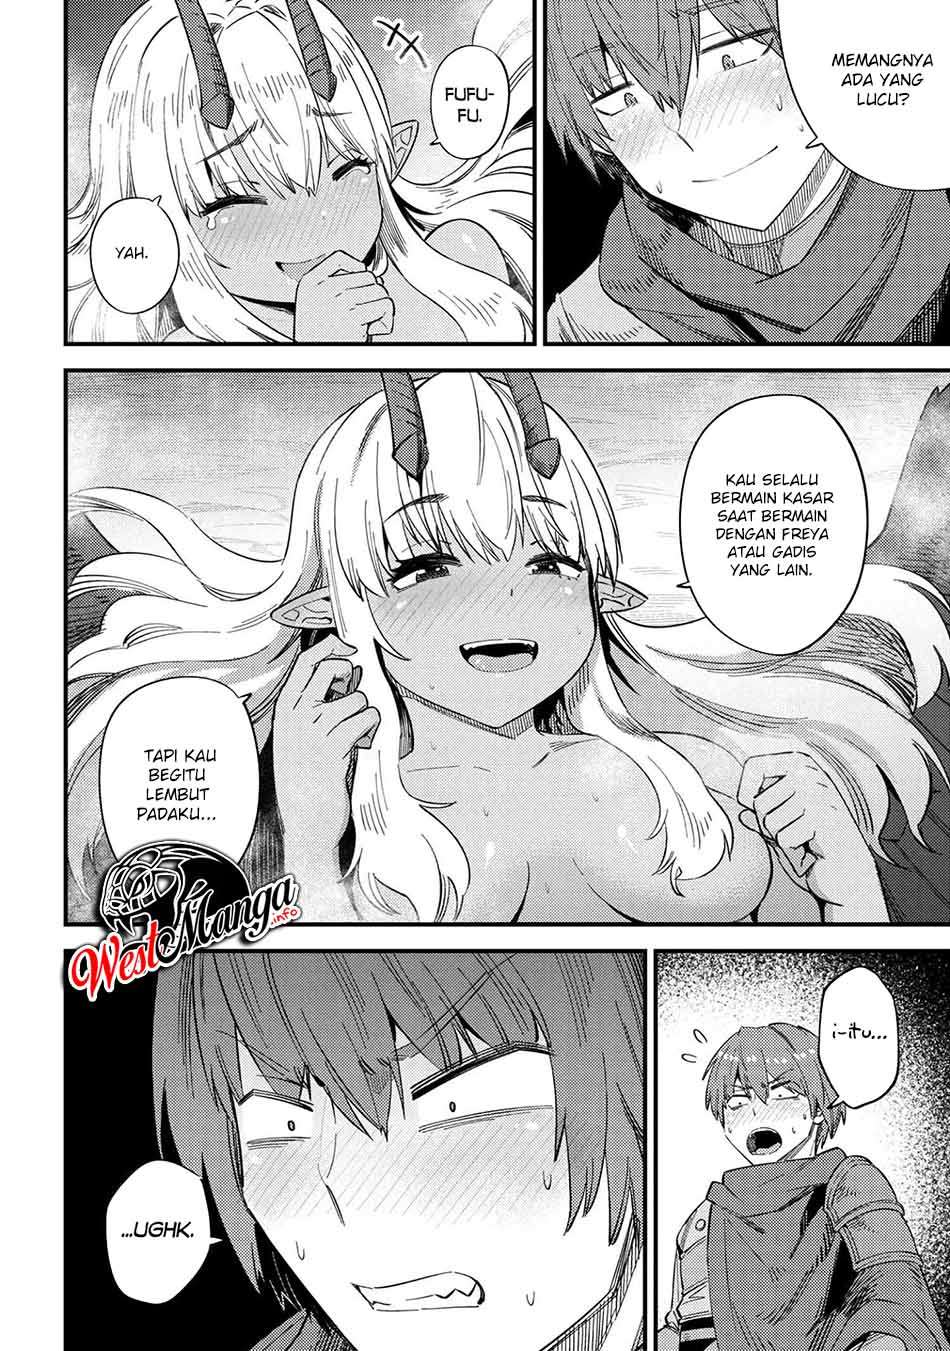 MEMANGNYA
ADA YANG
LUCU?
FUFU-
FU.
YAH.
KAU SELALU
BERMAIN KASAR
SAAT BERMAIN
DENGAN FREYA
ATAU GADIS
YANG LAIN.
TAPI KAU
BEGITU
LEMBUT
PADAKU...
WestManga
.info
i-itu...
...UGHK.